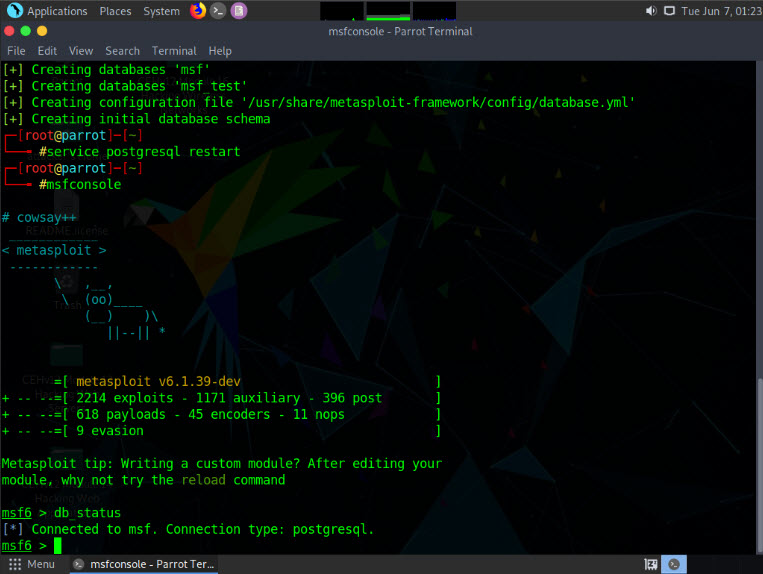 Applications Places System Tue Jun 7, 01:23
msfconsole - Parrot Terminal
File Edit View Search Terminal Help
[+] Creating databases 'msf'
[+] Creating databases 'msf_test'
[+] Creating configuration file '/usr/share/metasploit-framework/config/database.yml'
[+] Creating initial database schema
┌─[root@parrot]─[~]
└──╼ #service postgresql restart
┌─[root@parrot]─[~]
└──╼ #msfconsole
# cowsay++
 ____________
< metasploit >
 ------------
       \   ,__,
        \  (oo)____
           (__)    )\
              ||--|| *
       =[ metasploit v6.1.39-dev                          ]
+ -- --=[ 2214 exploits - 1171 auxiliary - 396 post       ]
+ -- --=[ 618 payloads - 45 encoders - 11 nops            ]
+ -- --=[ 9 evasion                                       ]
Metasploit tip: Writing a custom module? After editing your
module, why not try the reload command
msf6 > db_status
[*] Connected to msf. Connection type: postgresql.
msf6 >
README.license
Trash
Hacking Web
Menu msfconsole - Parrot Ter...